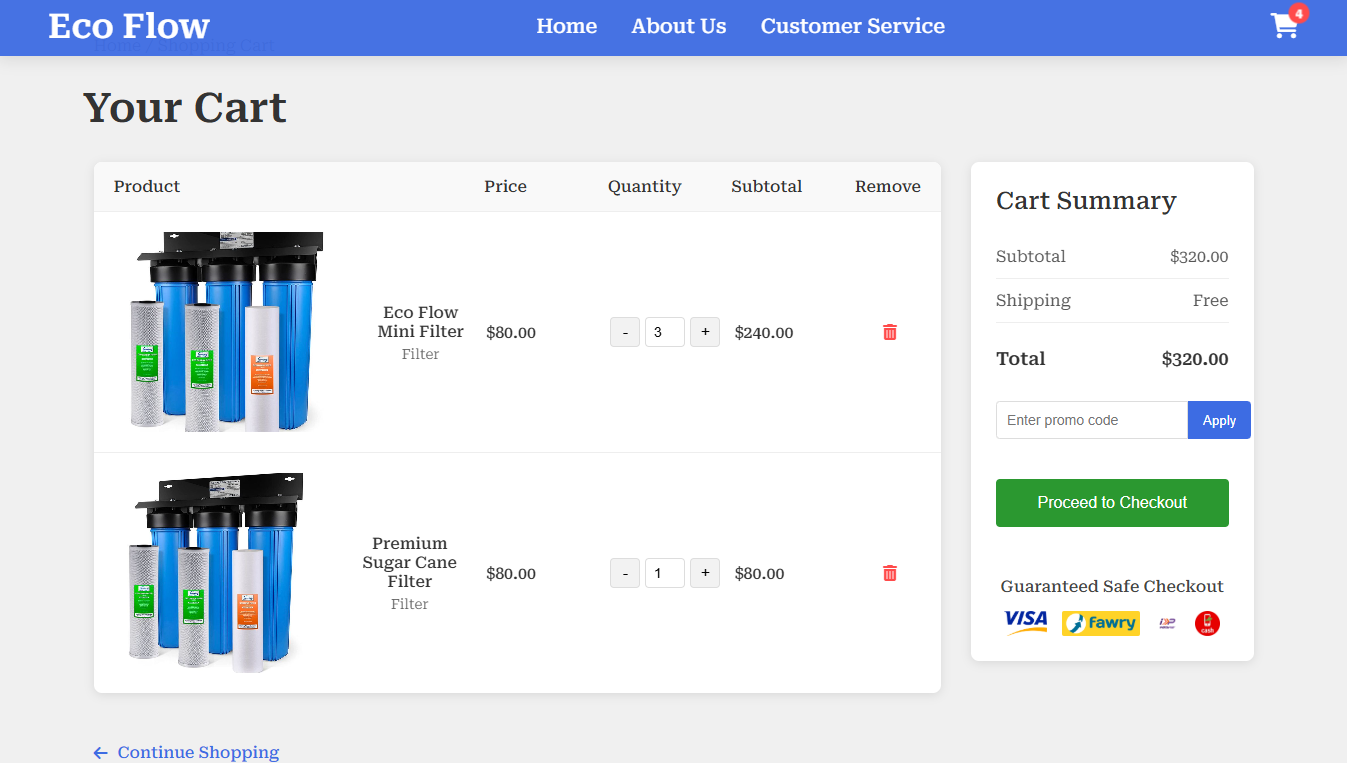 Eco Flow
Home
About Us
Customer Service
4
Home / Shopping Cart
Your Cart
Product
Price
Quantity
Subtotal
Remove
Eco Flow
Mini Filter
Filter
$80.00
-
3
+
$240.00
Premium
Sugar Cane
Filter
Filter
$80.00
-
1
+
$80.00
Cart Summary
Subtotal
$320.00
Shipping
Free
Total
$320.00
Enter promo code
Apply
Proceed to Checkout
Guaranteed Safe Checkout
VISA
fawry
cash
← Continue Shopping